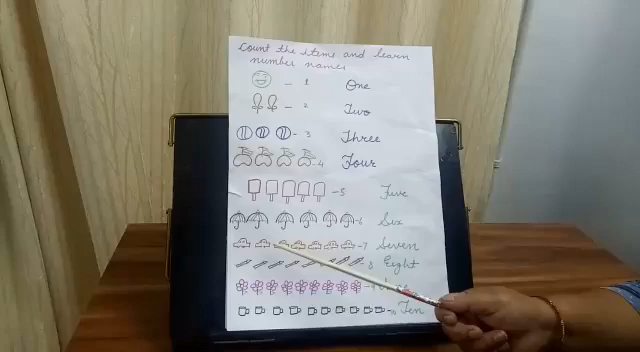 Count the items and learn
number names
1 One
2 Two
3 Three
4 Four
5 Five
6 Six
7 Seven
8 Eight
10 Ten